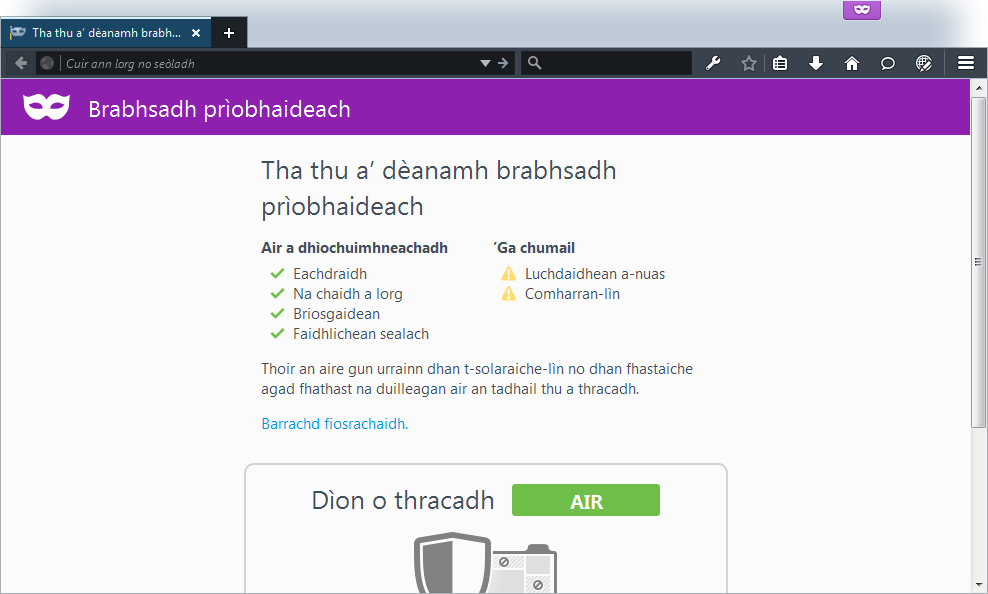 Tha thu a’ dèanamh brabh...
Cuir ann lorg no seòladh
Brabhsadh prìobhaideach
Tha thu a’ dèanamh brabhsadh
prìobhaideach
Air a dhìochuimhneachadh
Eachdraidh
Na chaidh a lorg
Briosgaidean
Faidhlichean sealach
’Ga chumail
Luchdaidhean a-nuas
Comharran-lìn
Thoir an aire gun urrainn dhan t-solaraiche-lìn no dhan fhastaiche
agad fhathast na duilleagan air an tadhail thu a thracadh.
Barrachd fiosrachaidh.
Dìon o thracadh AIR